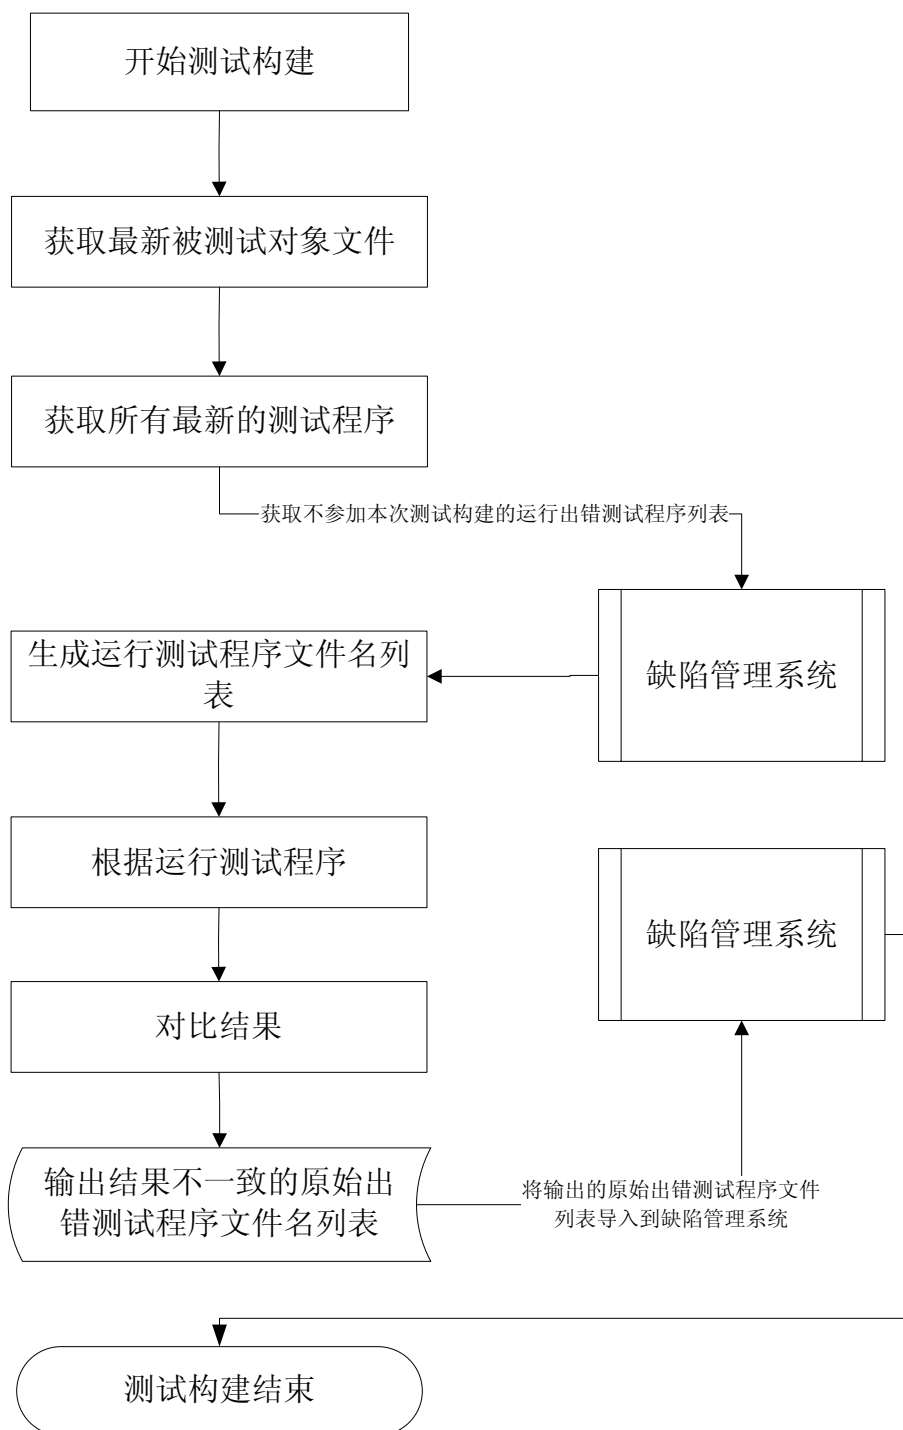 开始测试构建
获取最新被测试对象文件
获取所有最新的测试程序
获取不参加本次测试构建的运行出错测试程序列表
缺陷管理系统
生成运行测试程序文件名列
表
根据运行测试程序
缺陷管理系统
对比结果
输出结果不一致的原始出
错测试程序文件名列表
将输出的原始出错测试程序文件
列表导入到缺陷管理系统
测试构建结束